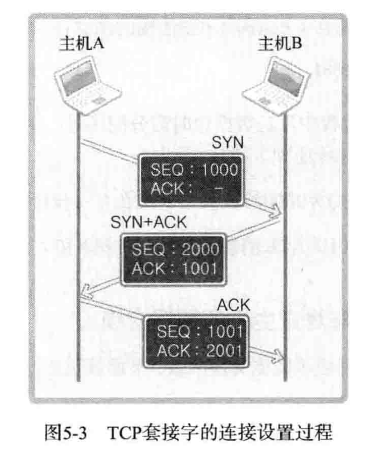 主机A 主机B
SYN
SEQ : 1000
ACK : -
SYN+ACK
SEQ : 2000
ACK : 1001
ACK
SEQ : 1001
ACK : 2001
图5-3 TCP套接字的连接设置过程